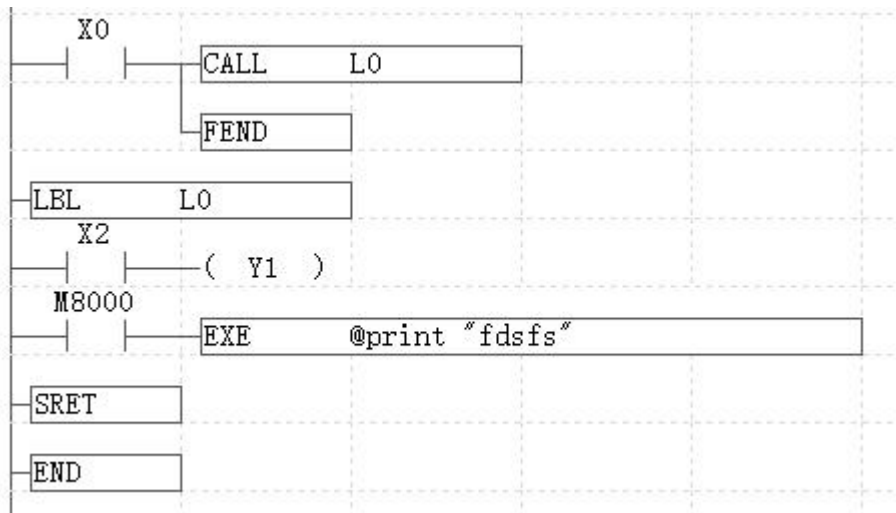 X0
CALL L0
FEND
LBL L0
X2
( Y1 )
M8000
EXE @print "fdsfs"
SRET
END